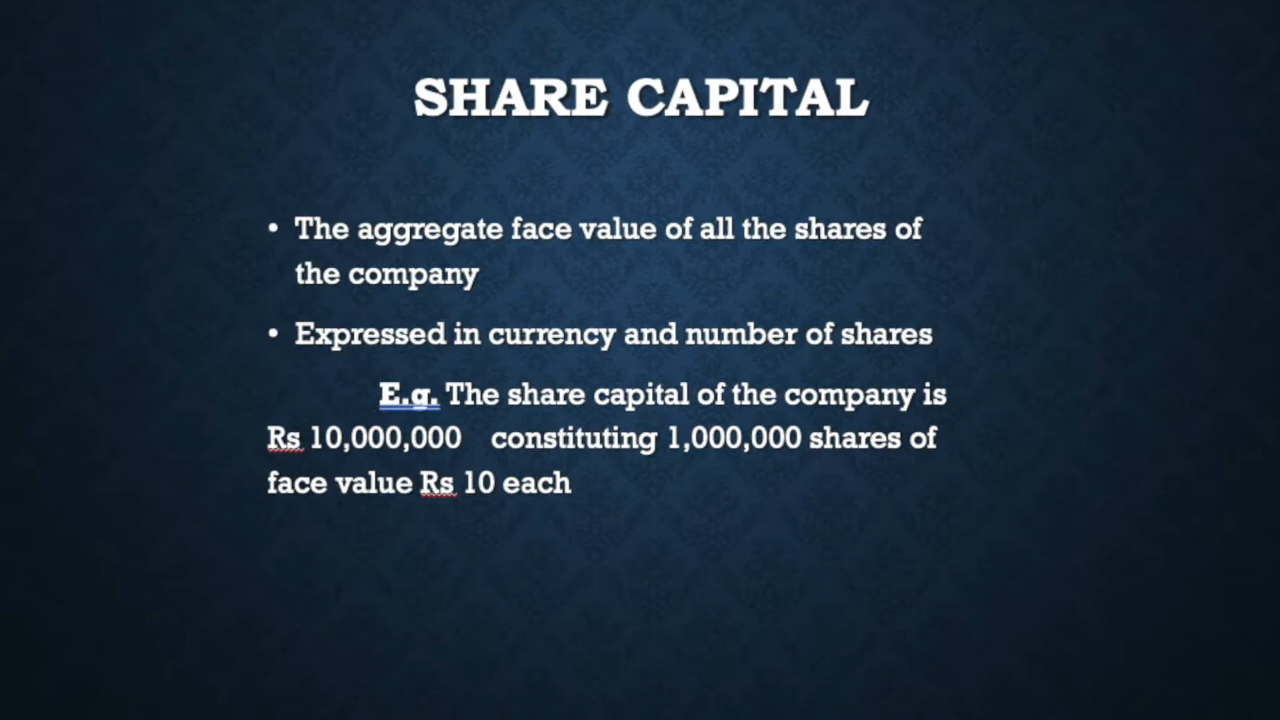 SHARE CAPITAL
• The aggregate face value of all the shares of
the company
• Expressed in currency and number of shares
E.g. The share capital of the company is
Rs 10,000,000 constituting 1,000,000 shares of
face value Rs 10 each